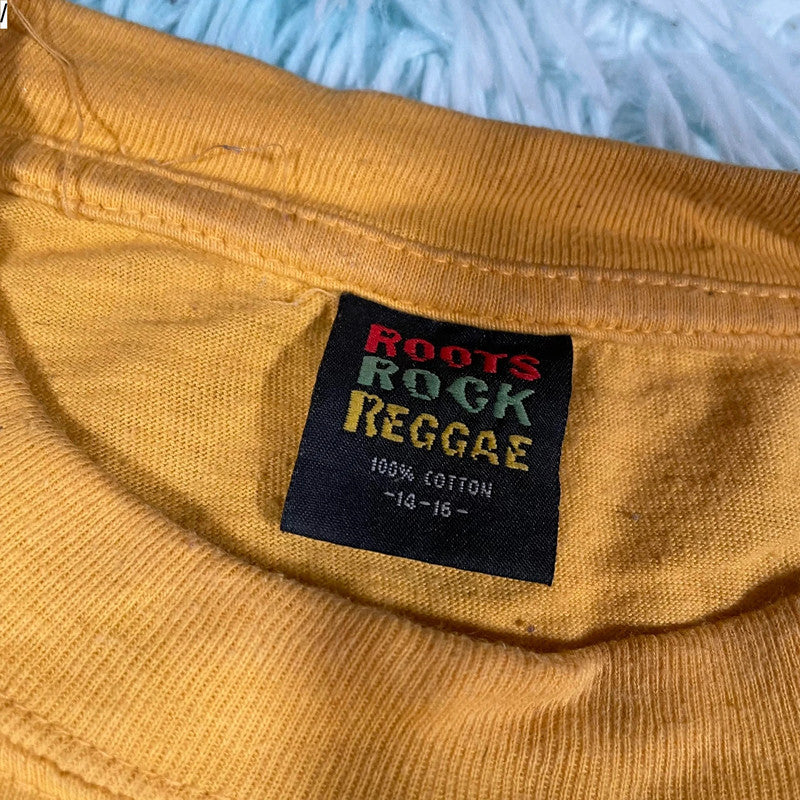 ROOTS
ROCK
REGGAE
100% COTTON
-14-16-